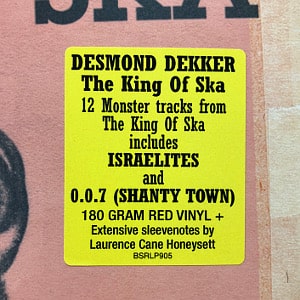 SKA
DESMOND DEKKER
The King Of Ska
12 Monster tracks from
The King Of Ska
includes
ISRAELITES
and
0.0.7 (SHANTY TOWN)
180 GRAM RED VINYL +
Extensive sleevenotes by
Laurence Cane Honeysett
BSRLP905